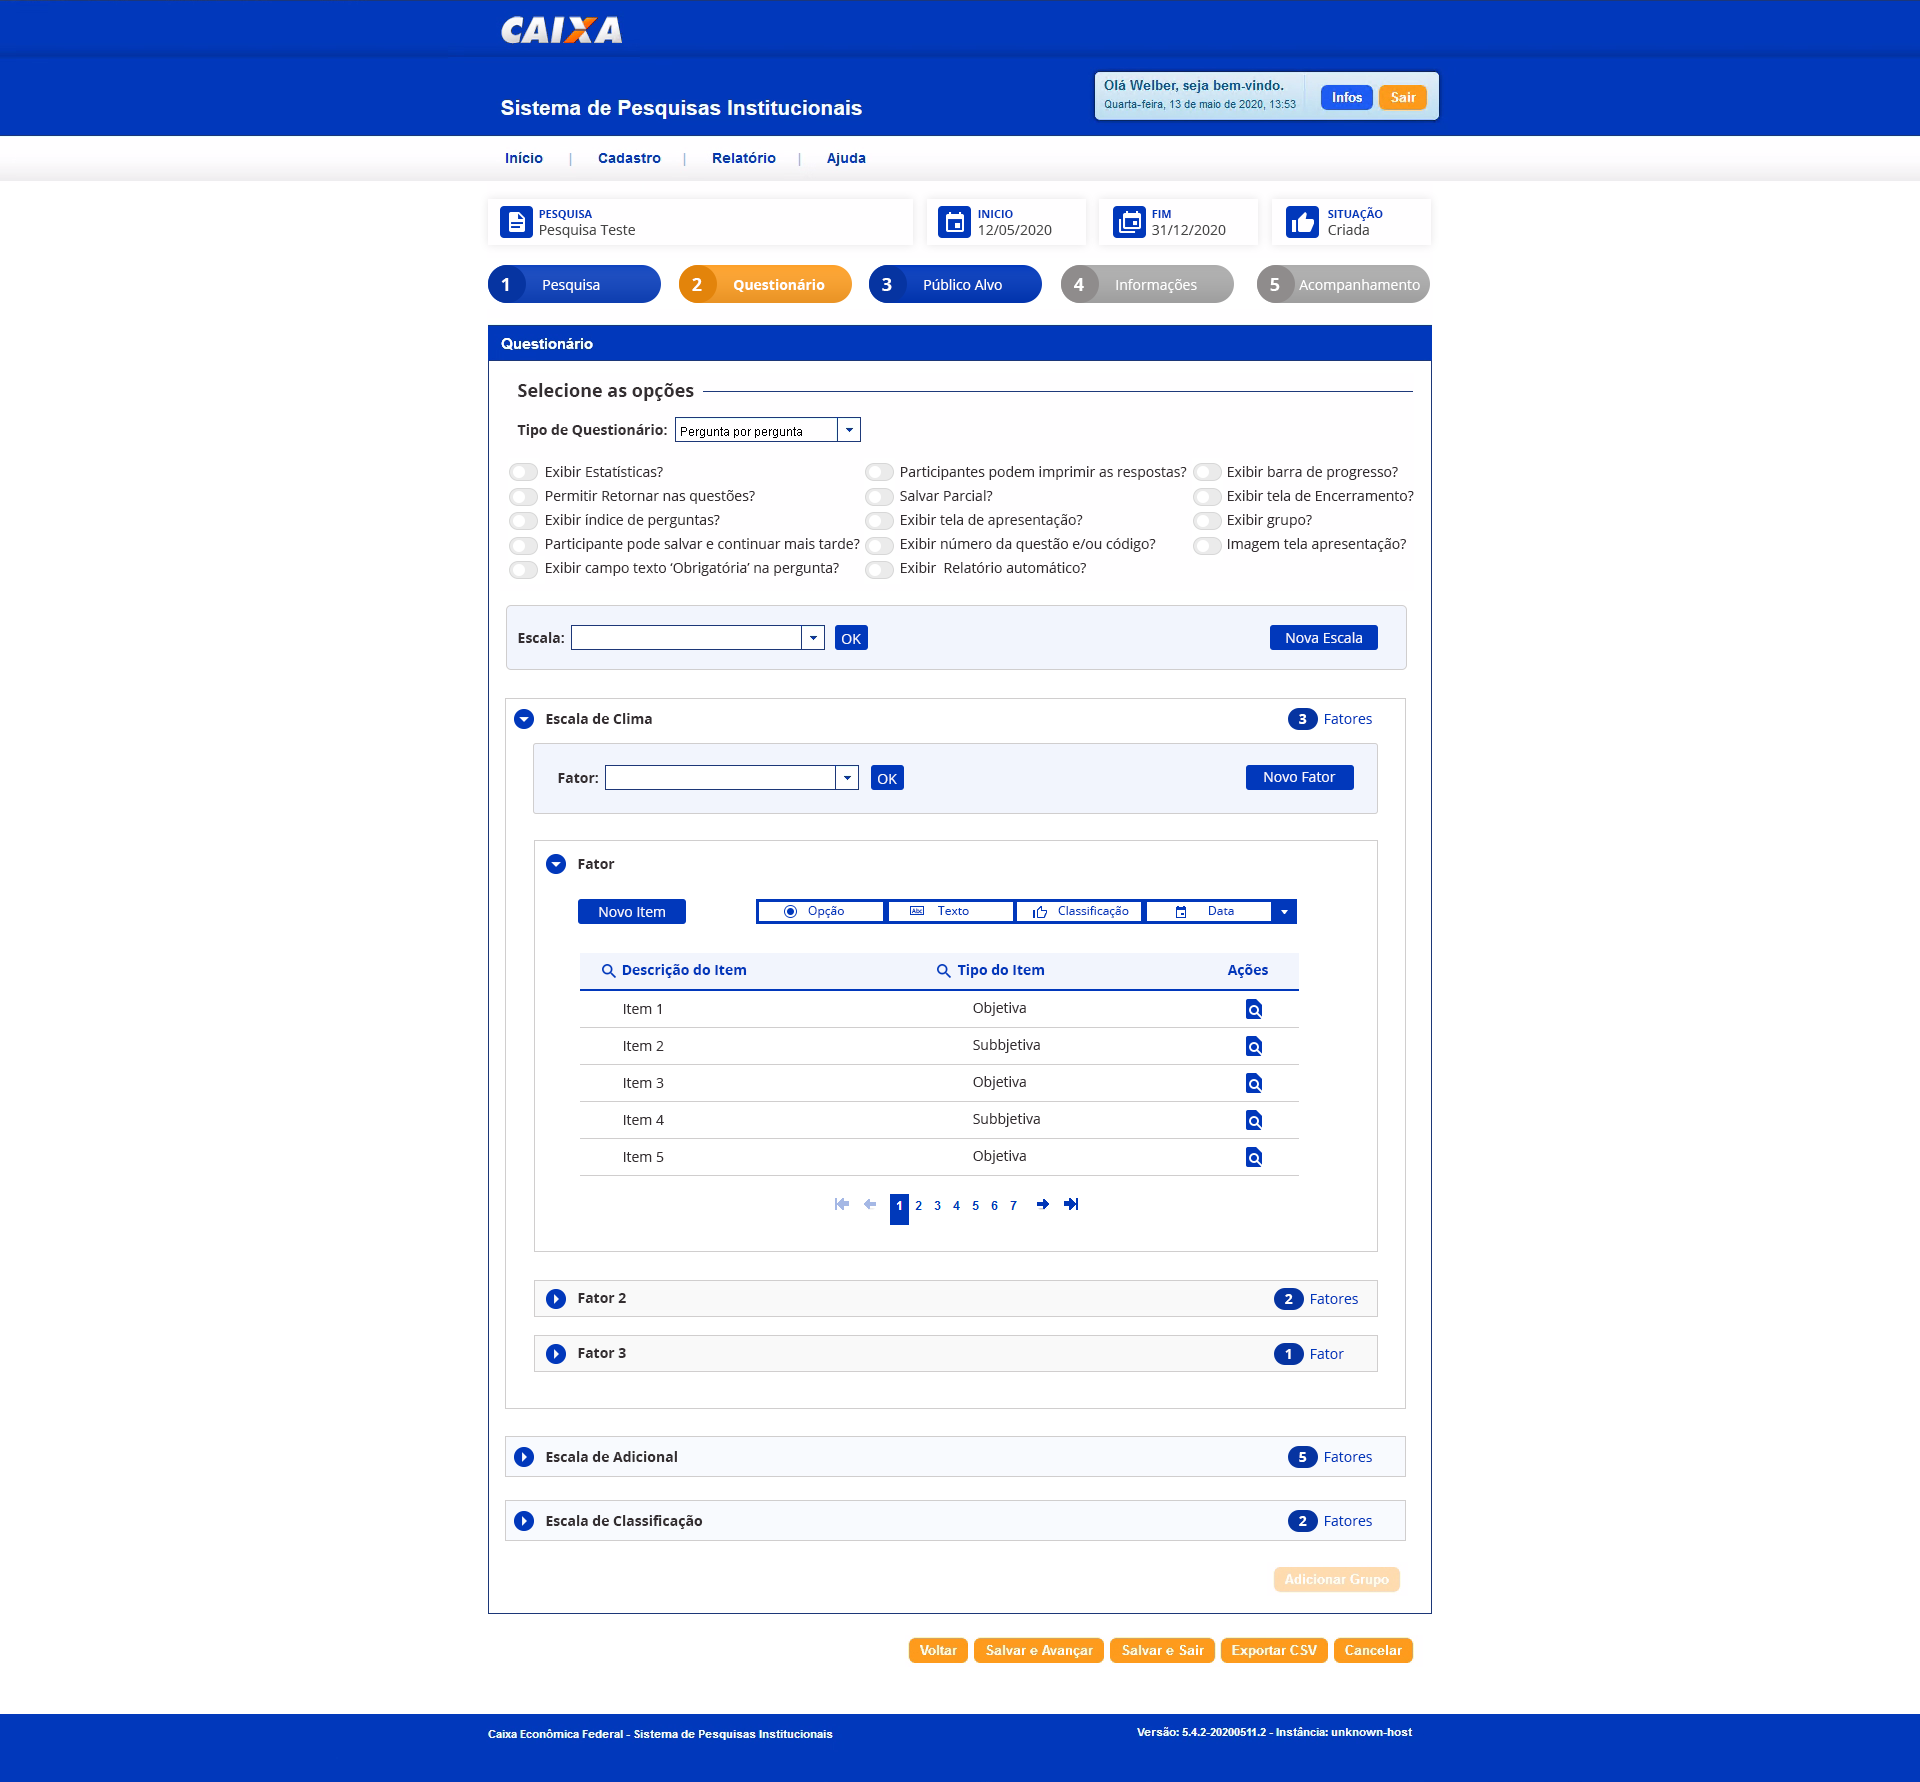 CAIXA
Sistema de Pesquisas Institucionais
Olá Welber, seja bem-vindo.
Quarta-feira, 13 de maio de 2020, 13:53
Infos Sair
Início | Cadastro | Relatório | Ajuda
PESQUISA
Pesquisa Teste
INICIO
12/05/2020
FIM
31/12/2020
SITUAÇÃO
Criada
1 Pesquisa
2 Questionário
3 Público Alvo
4 Informações
5 Acompanhamento
Questionário
Selecione as opções
Tipo de Questionário: Pergunta por pergunta
Exibir Estatísticas? Participantes podem imprimir as respostas? Exibir barra de progresso?
Permitir Retornar nas questões? Salvar Parcial? Exibir tela de Encerramento?
Exibir índice de perguntas? Exibir tela de apresentação? Exibir grupo?
Participante pode salvar e continuar mais tarde? Exibir número da questão e/ou código? Imagem tela apresentação?
Exibir campo texto ‘Obrigatória’ na pergunta? Exibir Relatório automático?
Escala: OK Nova Escala
Escala de Clima 3 Fatores
Fator: OK Novo Fator
Fator
Novo Item Opção Abc Texto Classificação Data
Descrição do Item Tipo do Item Ações
Item 1 Objetiva
Item 2 Subbjetiva
Item 3 Objetiva
Item 4 Subbjetiva
Item 5 Objetiva
1 2 3 4 5 6 7
Fator 2 2 Fatores
Fator 3 1 Fator
Escala de Adicional 5 Fatores
Escala de Classificação 2 Fatores
Adicionar Grupo
Voltar Salvar e Avançar Salvar e Sair Exportar CSV Cancelar
Caixa Econômica Federal - Sistema de Pesquisas Institucionais
Versão: 5.4.2-20200511.2 - Instância: unknown-host